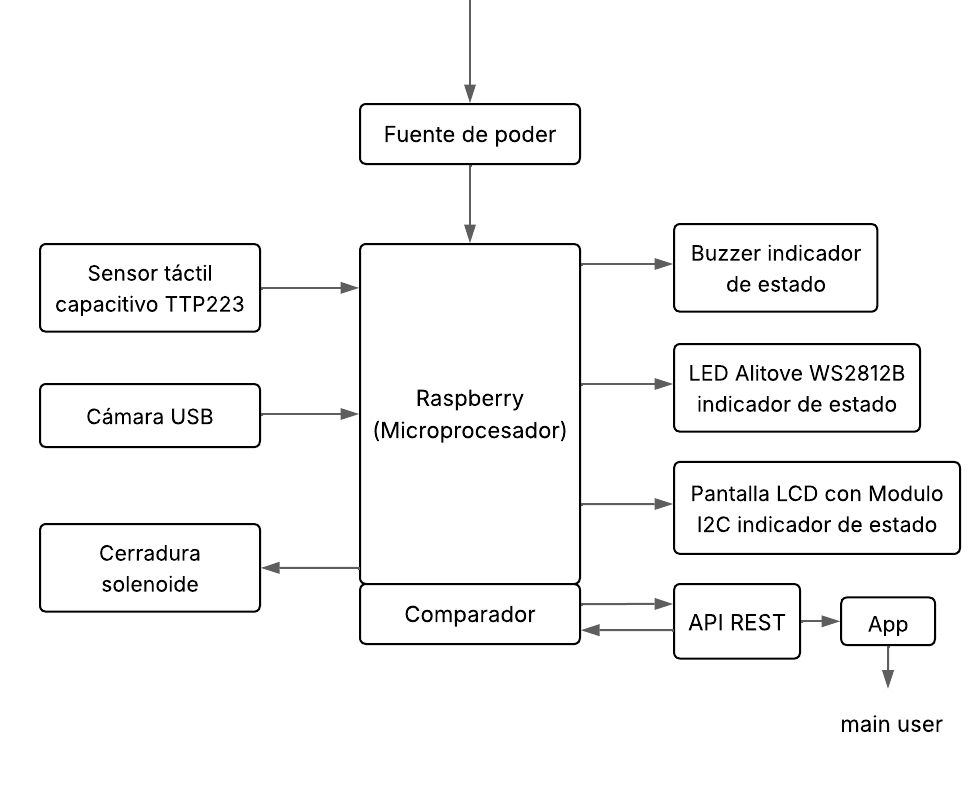 Fuente de poder
Sensor táctil
capacitivo TTP223
Cámara USB
Cerradura
solenoide
Raspberry
(Microprocesador)
Comparador
Buzzer indicador
de estado
LED Alitove WS2812B
indicador de estado
Pantalla LCD con Modulo
I2C indicador de estado
API REST
App
main user